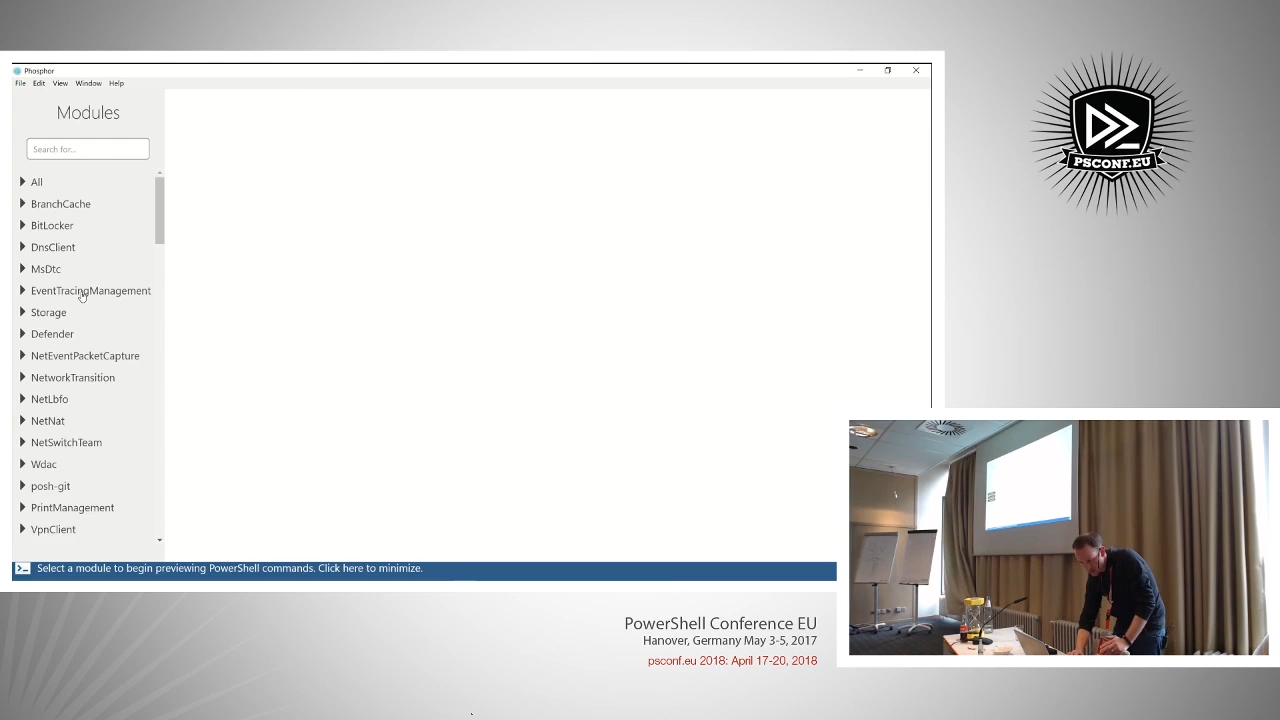 Phosphor
File Edit View Window Help
Modules
Search for...
All
BranchCache
BitLocker
DnsClient
MsDtc
EventTracingManagement
Storage
Defender
NetEventPacketCapture
NetworkTransition
NetLbfo
NetNat
NetSwitchTeam
Wdac
posh-git
PrintManagement
VpnClient
Select a module to begin previewing PowerShell commands. Click here to minimize.
PSCONF.EU
PowerShell Conference EU
Hanover, Germany May 3-5, 2017
psconf.eu 2018: April 17-20, 2018